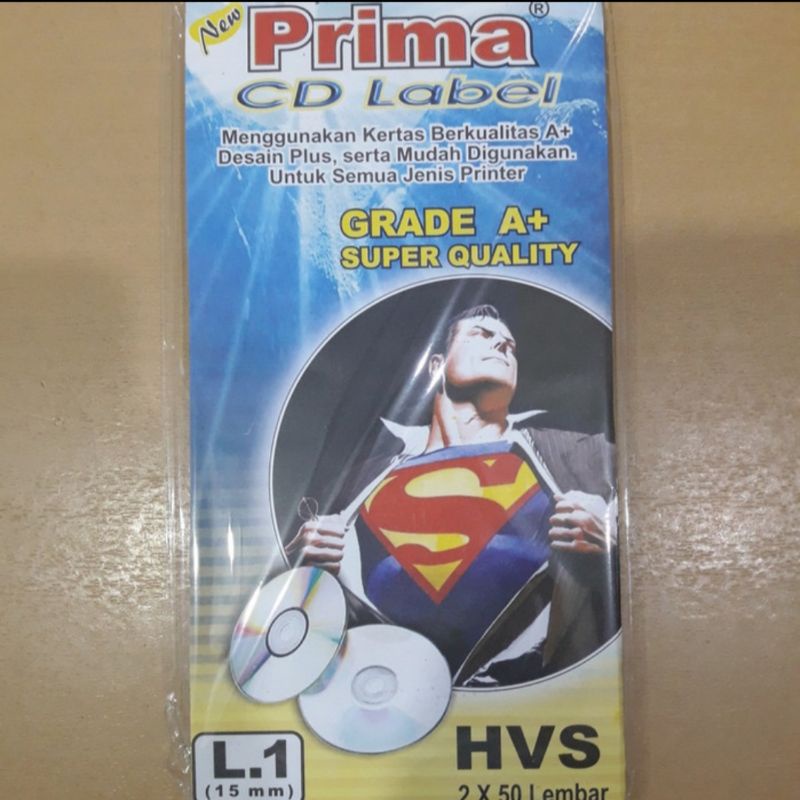 New
Prima®
CD Label
Menggunakan Kertas Berkualitas A+
Desain Plus, serta Mudah Digunakan.
Untuk Semua Jenis Printer
GRADE A+
SUPER QUALITY
S
L.1
(15 mm)
HVS
2 X 50 Lembar